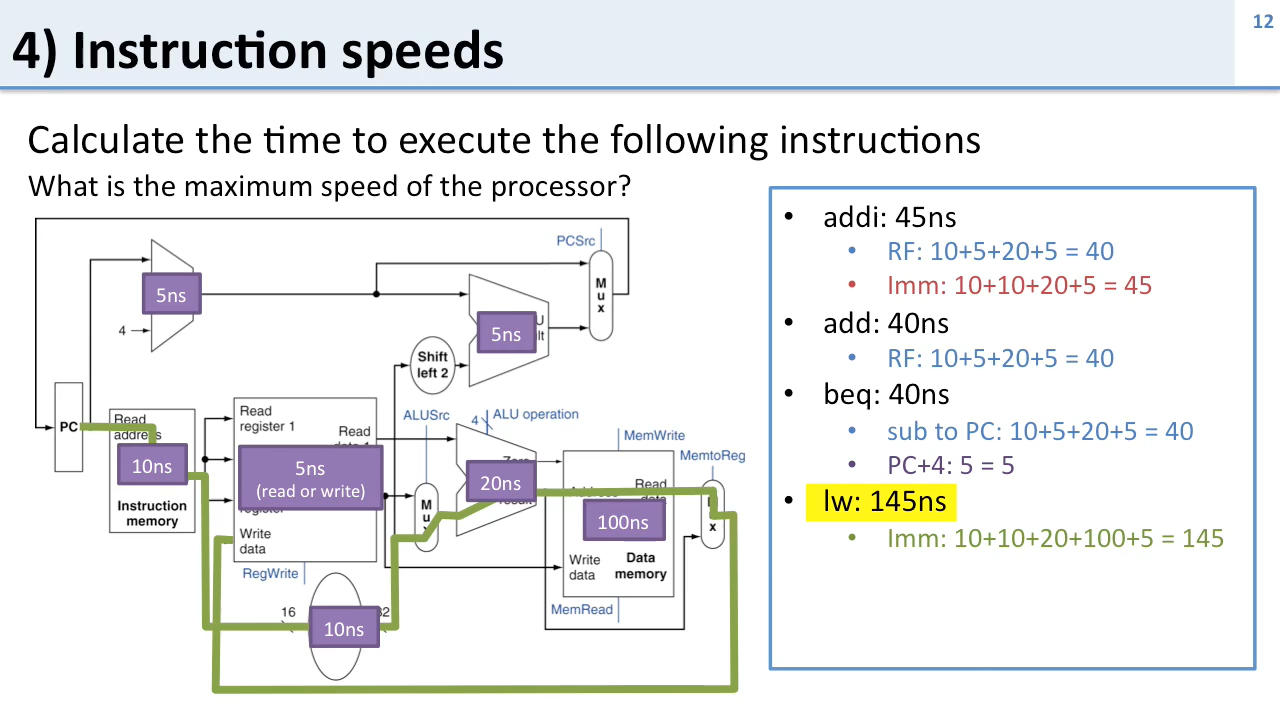 12
4) Instruction speeds
Calculate the time to execute the following instructions
What is the maximum speed of the processor?
• addi: 45ns
• RF: 10+5+20+5 = 40
• Imm: 10+10+20+5 = 45
• add: 40ns
• RF: 10+5+20+5 = 40
• beq: 40ns
• sub to PC: 10+5+20+5 = 40
• PC+4: 5 = 5
• lw: 145ns
• Imm: 10+10+20+100+5 = 145
PCSrc
5ns
4
M
u
x
5ns
Shift
left 2
PC
Read
address
10ns
Instruction
memory
Read
register 1
Read
5ns
(read or write)
Write
data
RegWrite
16
10ns
ALUSrc
M
u
4
ALU operation
20ns
MemWrite
MemtoReg
Read
100ns
x
Write
data
Data
memory
MemRead